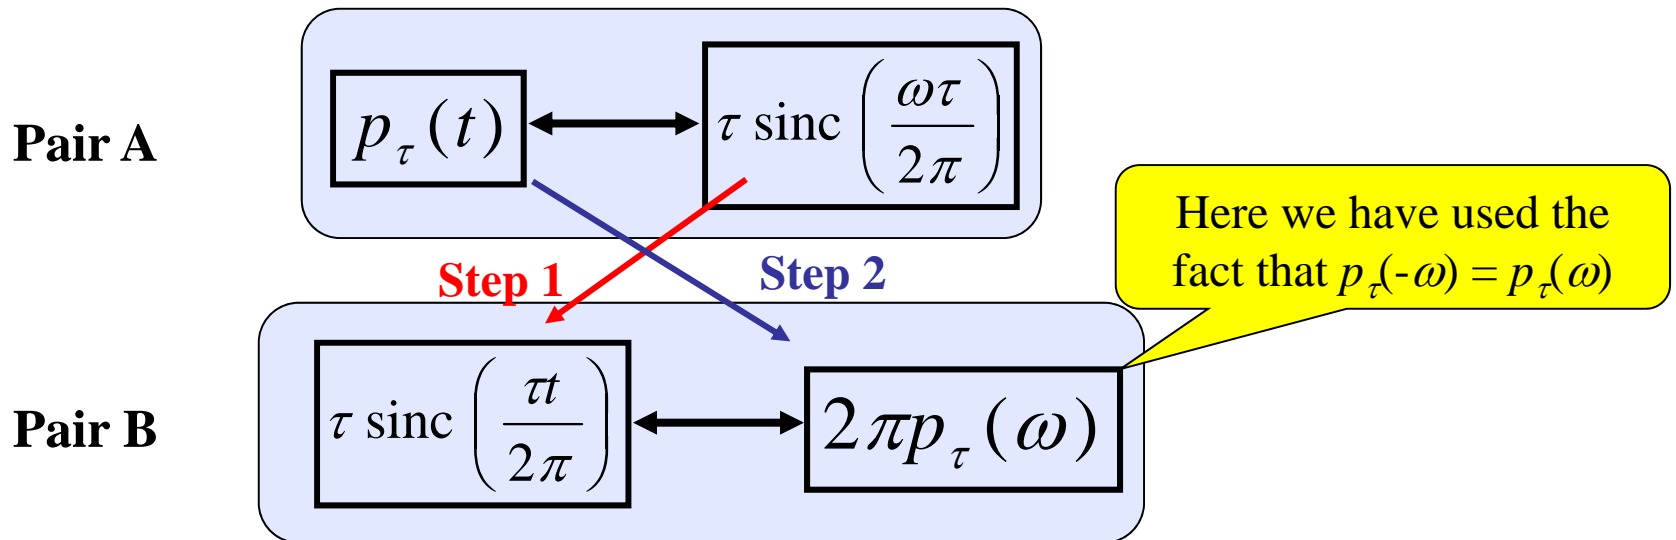 Pair A
p_τ(t)
τ sinc (ωτ / 2π)
Here we have used the
fact that p_τ(-ω) = p_τ(ω)
Step 1
Step 2
Pair B
τ sinc (τt / 2π)
2πp_τ(ω)